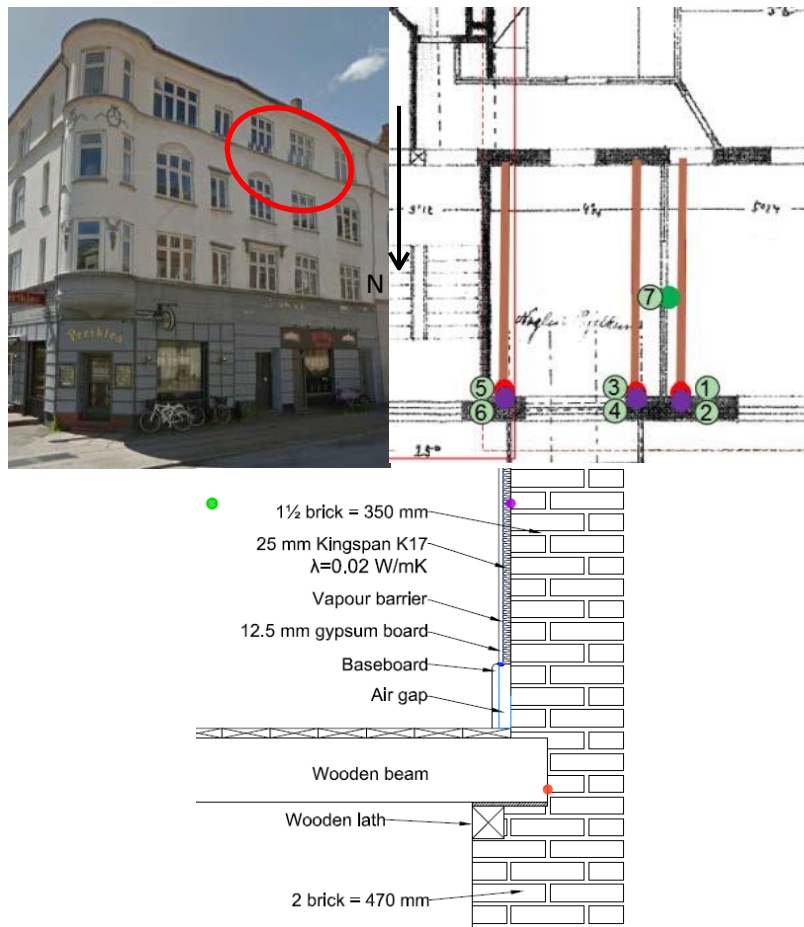 Perikles
N
7
5
3
1
6
4
2
1½ brick = 350 mm
25 mm Kingspan K17
λ=0.02 W/mK
Vapour barrier
12.5 mm gypsum board
Baseboard
Air gap
Wooden beam
Wooden lath
2 brick = 470 mm